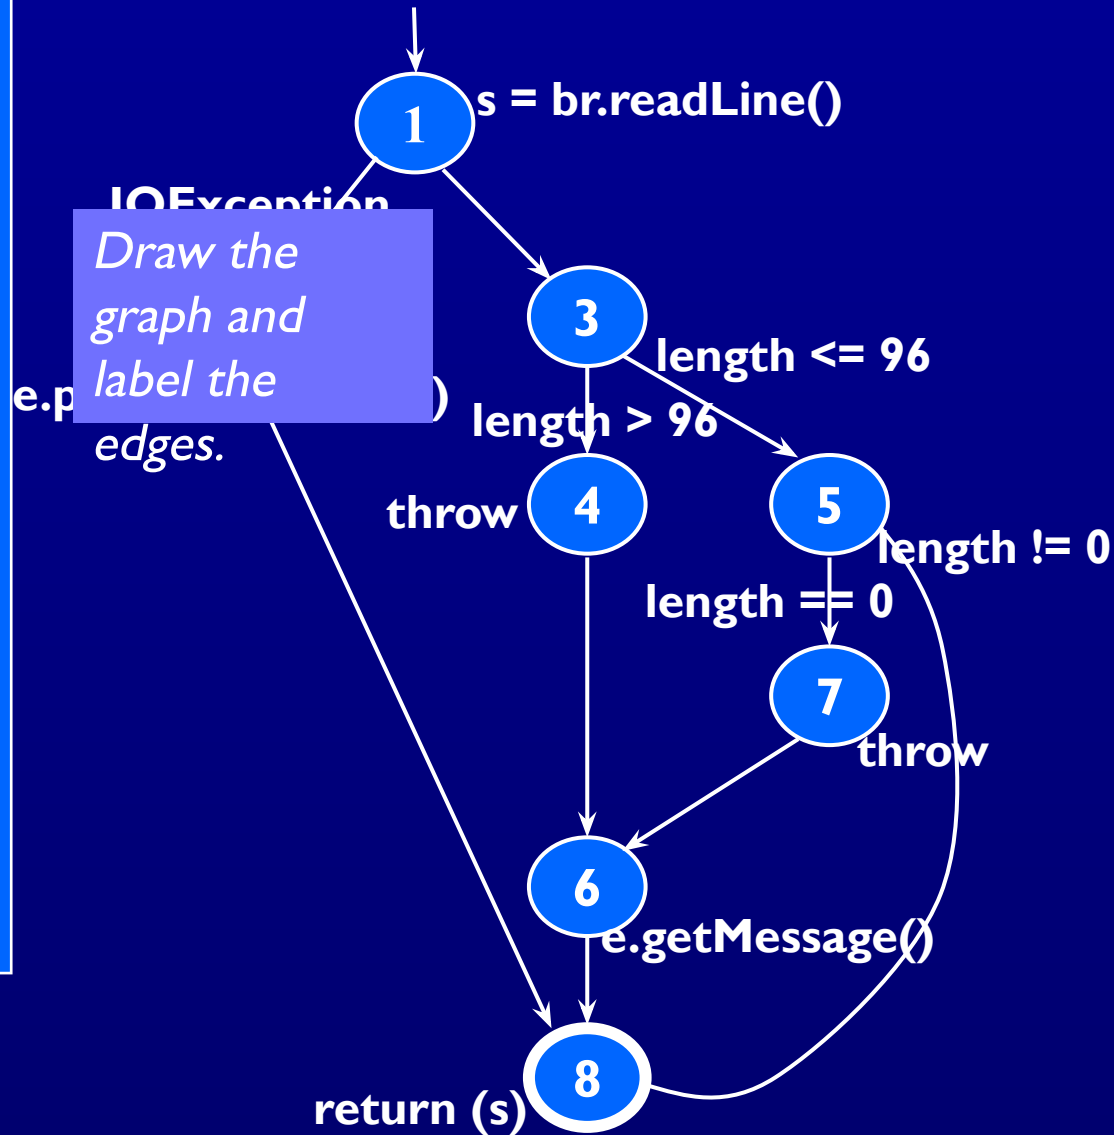 s = br.readLine()
1
IOException
Draw the
graph and
label the
edges.
3
length <= 96
e.p )
length > 96
throw
4
5
length != 0
length == 0
7
throw
6
e.getMessage()
8
return (s)